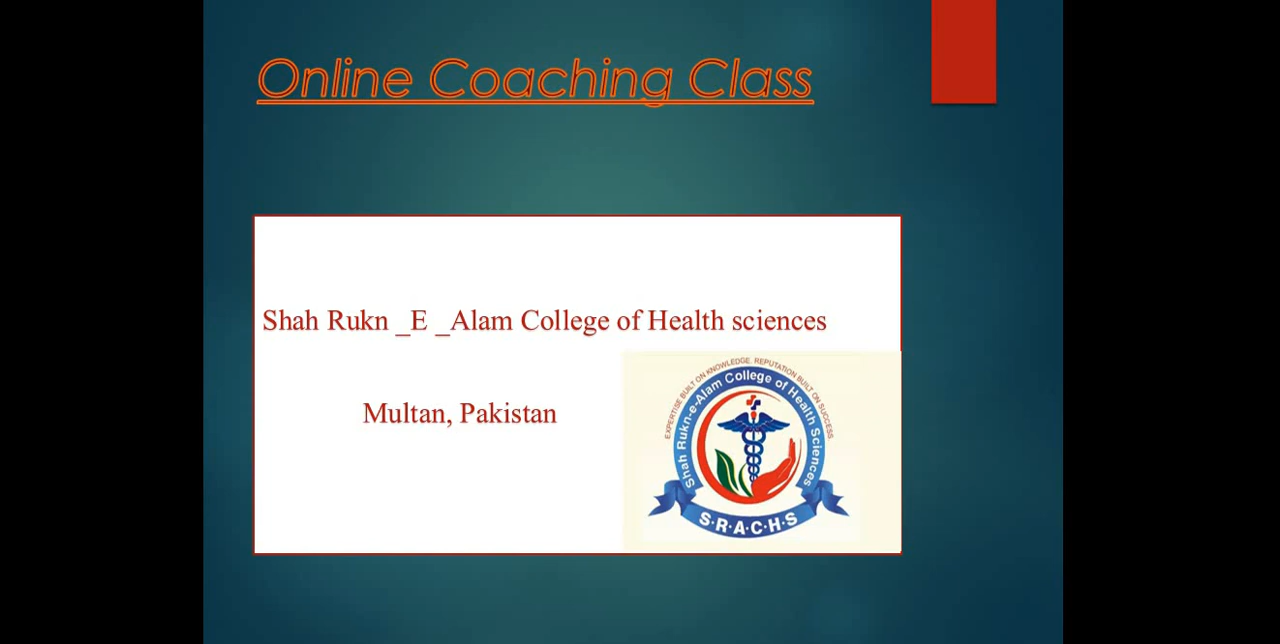 Online Coaching Class
Shah Rukn _E _Alam College of Health sciences
Multan, Pakistan
EXPERTISE BUILT ON KNOWLEDGE. REPUTATION BUILT ON SUCCESS
Shah Rukn-e-Alam College of Health Sciences
S·R·A·C·H·S